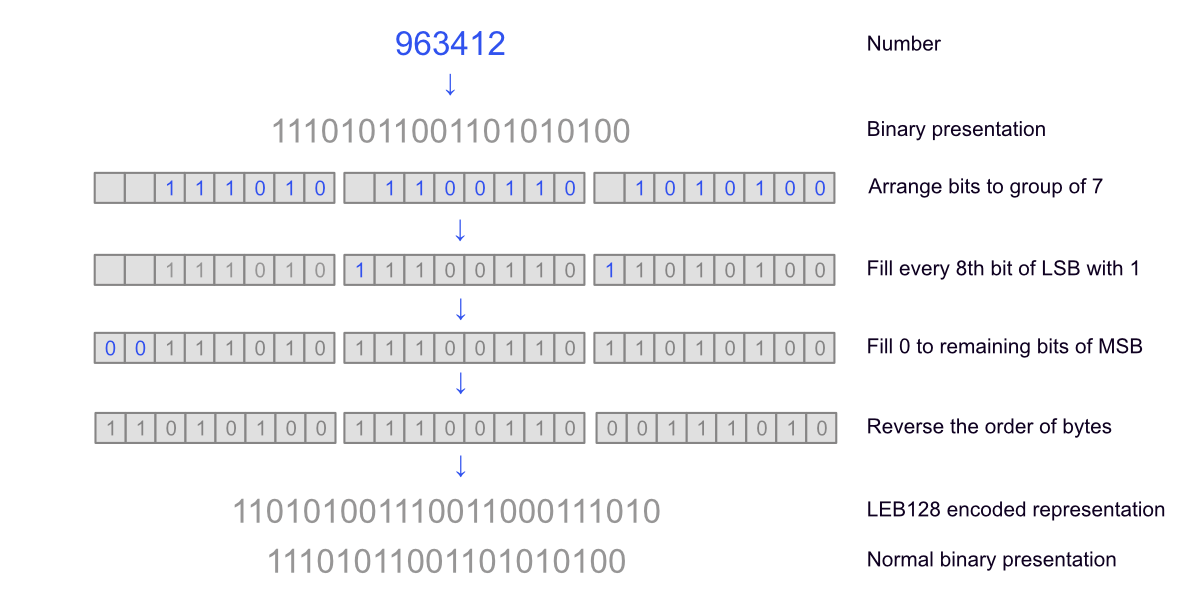 963412 Number
↓
11101011001101010100 Binary presentation
1 1 1 0 1 0 1 1 0 0 1 1 0 1 0 1 0 1 0 0 Arrange bits to group of 7
↓
1 1 1 0 1 0 1 1 1 0 0 1 1 0 1 1 0 1 0 1 0 0 Fill every 8th bit of LSB with 1
↓
0 0 1 1 1 0 1 0 1 1 1 0 0 1 1 0 1 1 0 1 0 1 0 0 Fill 0 to remaining bits of MSB
↓
1 1 0 1 0 1 0 0 1 1 1 0 0 1 1 0 0 0 1 1 1 0 1 0 Reverse the order of bytes
↓
110101001110011000111010 LEB128 encoded representation
11101011001101010100 Normal binary presentation